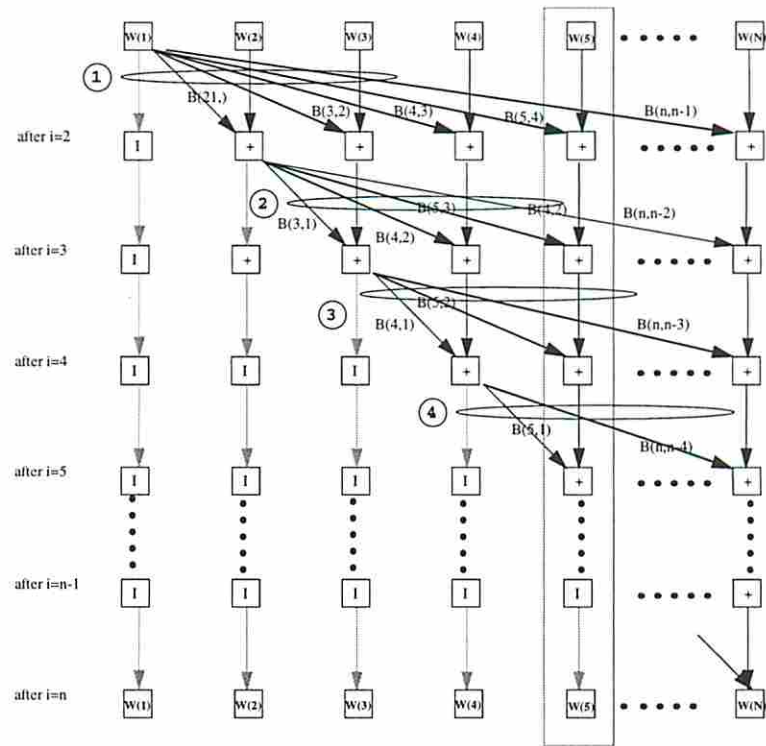 W(1) W(2) W(3) W(4) W(5) W(N)
1
B(21,) B(3,2) B(4,3) B(5,4) B(n,n-1)
after i=2 I + + + + +
2
B(3,1) B(4,2) B(5,3) B(4,2) B(n,n-2)
after i=3 I + + + + +
3
B(4,1) B(5,2) B(n,n-3)
after i=4 I I I + + +
4
B(5,1) B(n,n-4)
after i=5 I I I I + +
after i=n-1 I I I I I +
after i=n W(1) W(2) W(3) W(4) W(5) W(N)